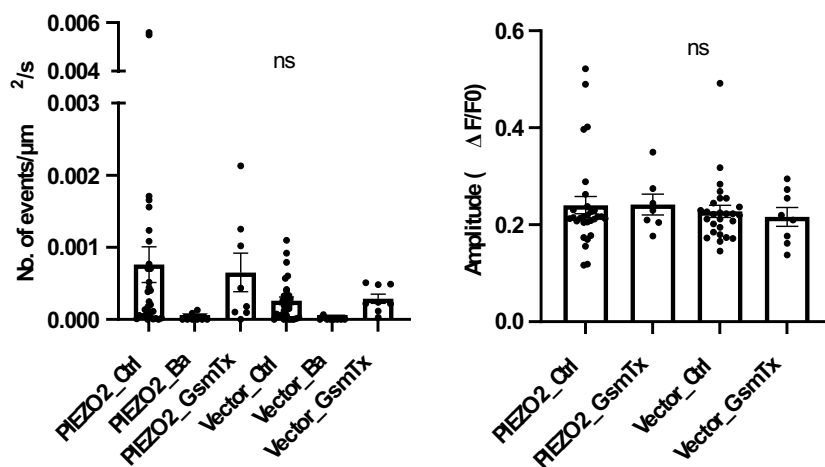 No. of events/µm 2/s
0.006
0.004
0.003
0.002
0.001
0.000
ns
PIEZO2_Ctrl
PIEZO2_Ba
PIEZO2_GsmTx
Vector_Ctrl
Vector_Ba
Vector_GsmTx
Amplitude ( Δ F/F0)
0.6
0.4
0.2
0.0
ns
PIEZO2_Ctrl
PIEZO2_GsmTx
Vector_Ctrl
Vector_GsmTx